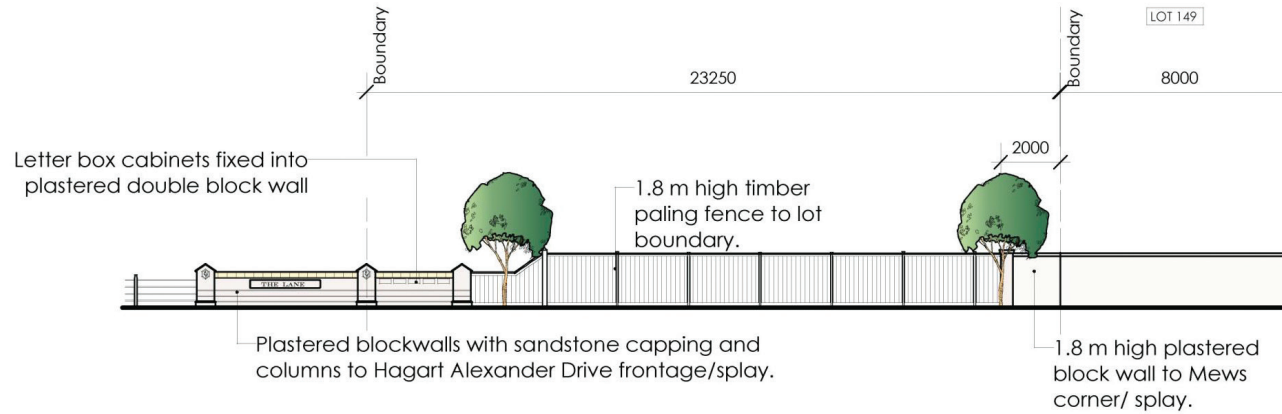 Boundary
Boundary
LOT 149
23250
8000
2000
Letter box cabinets fixed into
plastered double block wall
1.8 m high timber
paling fence to lot
boundary.
THE LANE
Plastered blockwalls with sandstone capping and
columns to Hagart Alexander Drive frontage/splay.
1.8 m high plastered
block wall to Mews
corner/ splay.